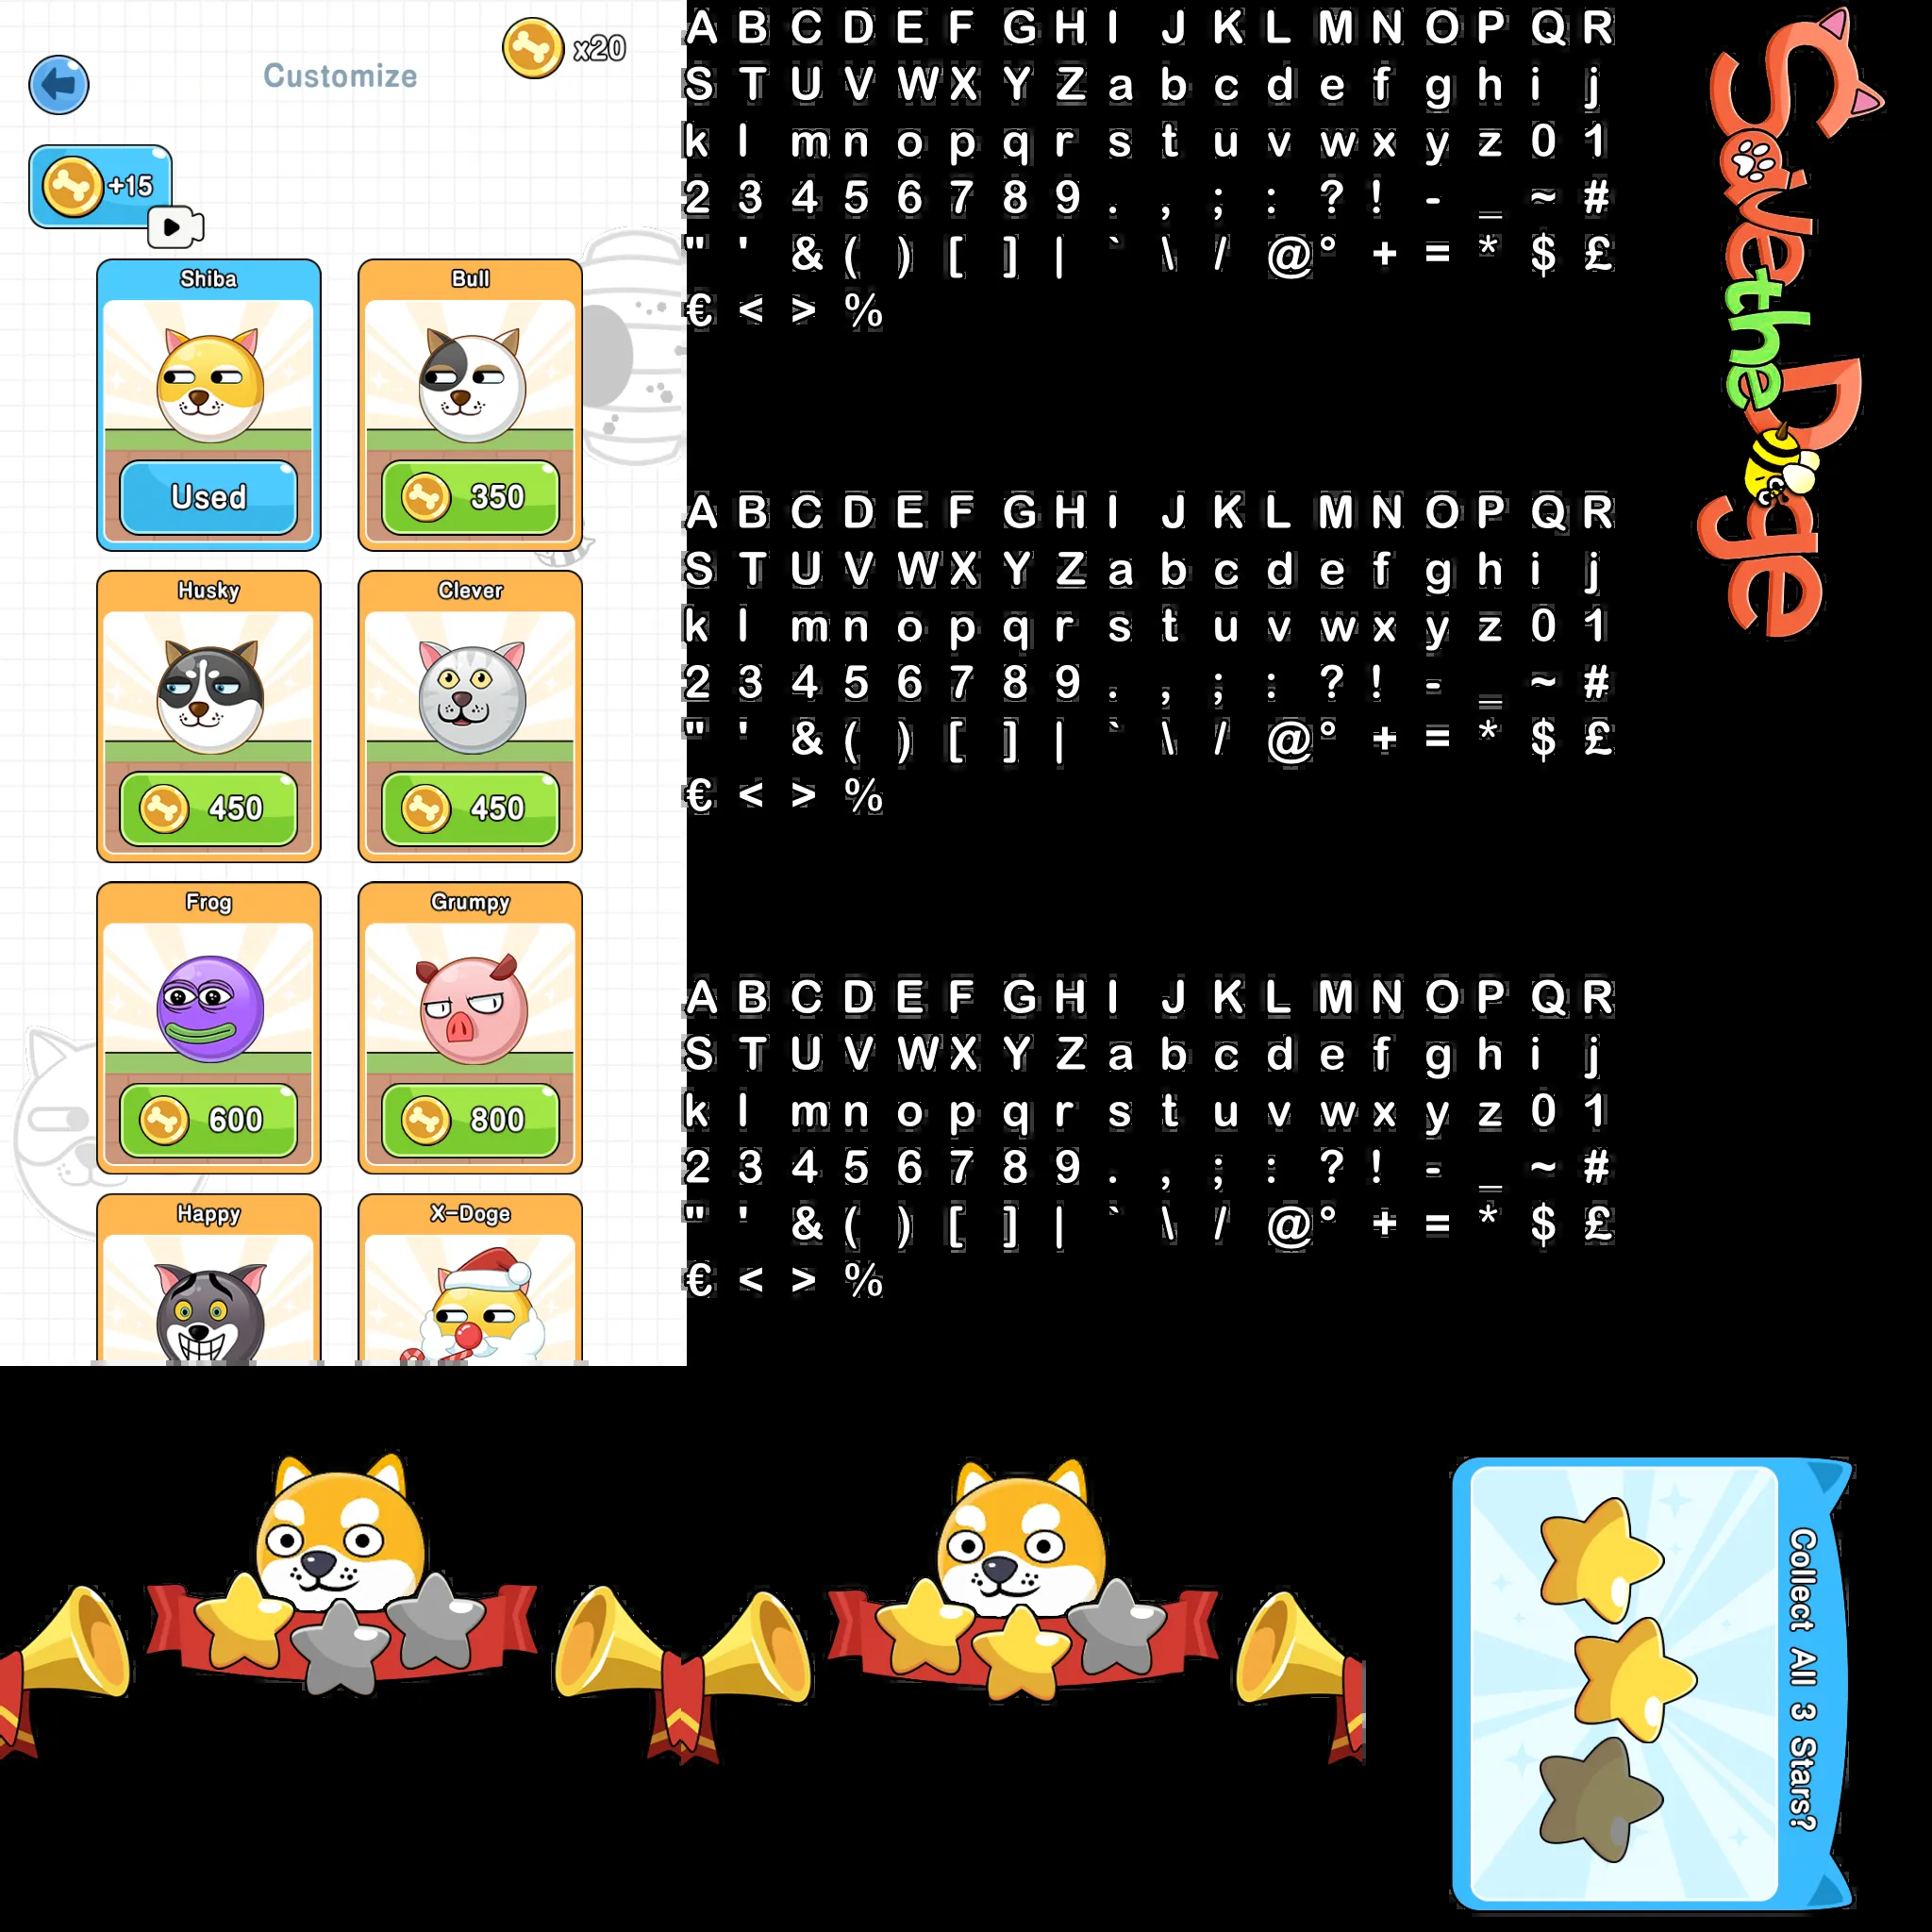 x20
Customize
+15
Shiba
Bull
Used
350
Husky
Clever
450
450
Frog
Grumpy
600
800
Happy
X-Doge
A B C D E F G H I J K L M N O P Q R
S T U V W X Y Z a b c d e f g h i j
k l m n o p q r s t u v w x y z 0 1
2 3 4 5 6 7 8 9 . , ; : ? ! - _ ~ #
" ' & ( ) [ ] | ` \ / @ ° + = * $ £
€ < > %
A B C D E F G H I J K L M N O P Q R
S T U V W X Y Z a b c d e f g h i j
k l m n o p q r s t u v w x y z 0 1
2 3 4 5 6 7 8 9 . , ; : ? ! - _ ~ #
" ' & ( ) [ ] | ` \ / @ ° + = * $ £
€ < > %
A B C D E F G H I J K L M N O P Q R
S T U V W X Y Z a b c d e f g h i j
k l m n o p q r s t u v w x y z 0 1
2 3 4 5 6 7 8 9 . , ; : ? ! - _ ~ #
" ' & ( ) [ ] | ` \ / @ ° + = * $ £
€ < > %
Save the Doge
Collect All 3 Stars?